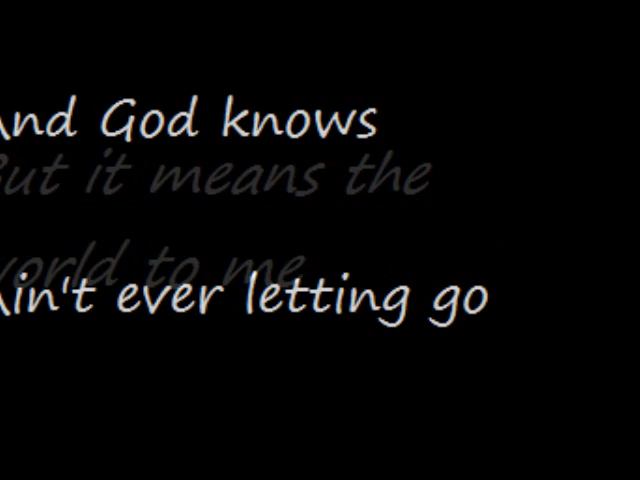 And God knows
But it means the
world to me
Ain't ever letting go